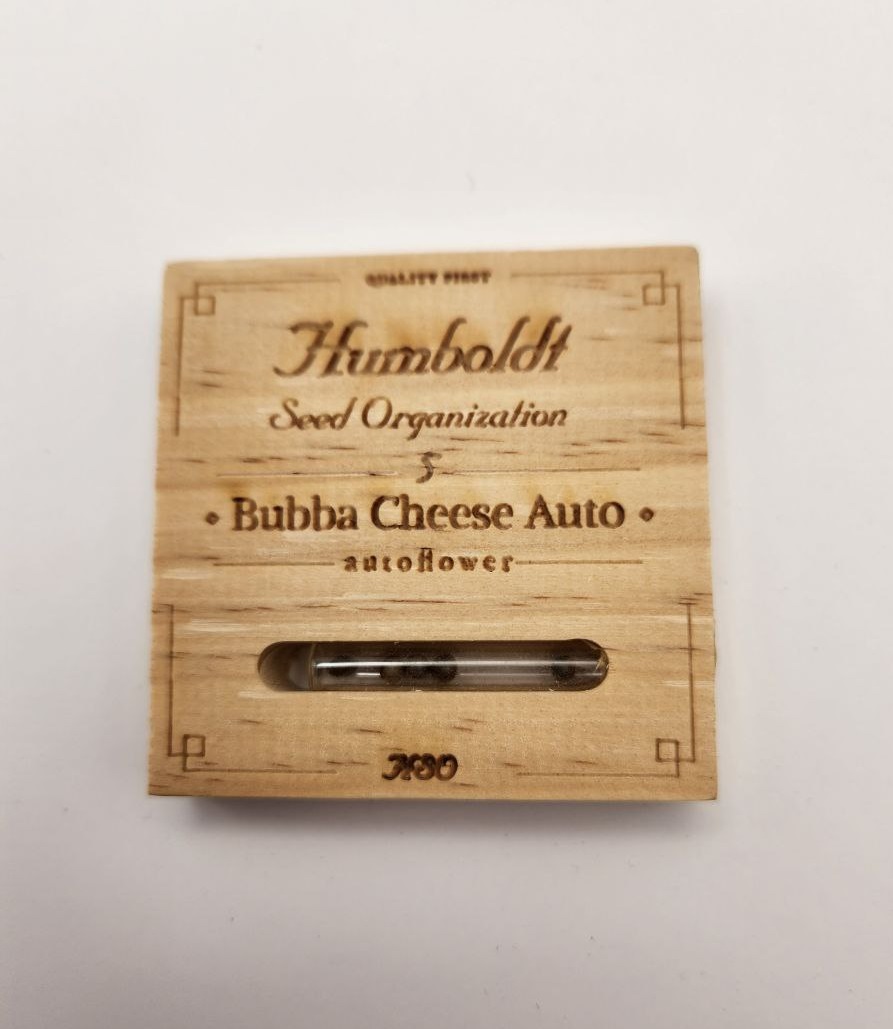 QUALITY FIRST
Humboldt
Seed Organization
5
• Bubba Cheese Auto •
autoflower
HSO